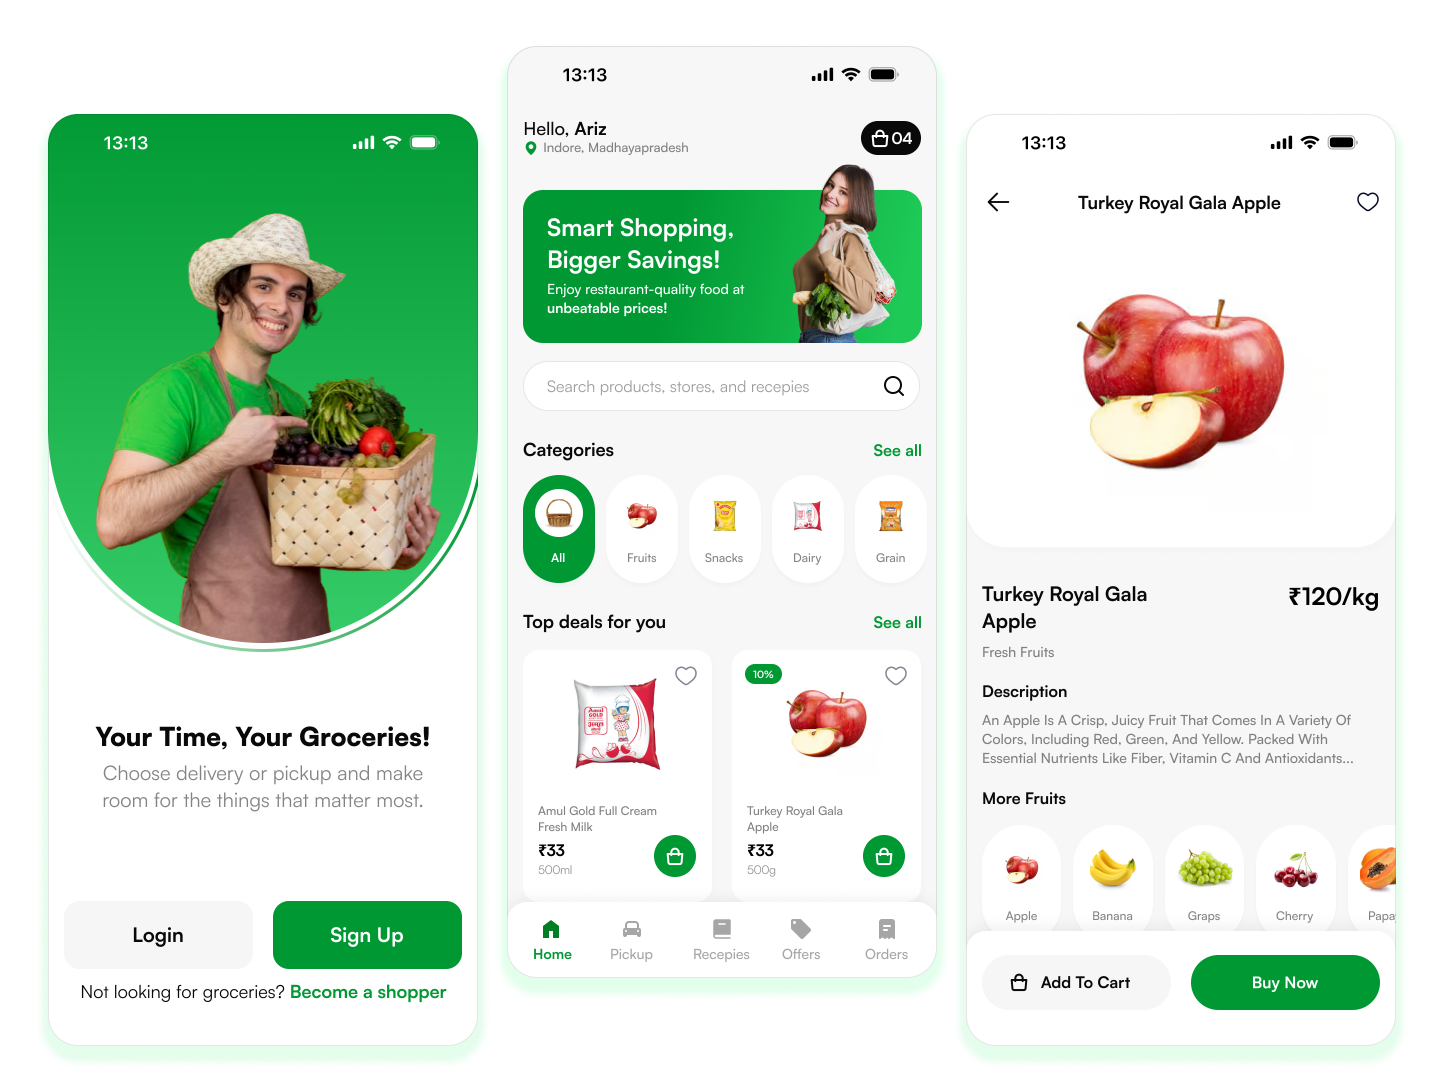 13:13
Your Time, Your Groceries!
Choose delivery or pickup and make
room for the things that matter most.
Login
Sign Up
Not looking for groceries? Become a shopper
13:13
Hello, Ariz
Indore, Madhayapradesh
04
Smart Shopping,
Bigger Savings!
Enjoy restaurant-quality food at
unbeatable prices!
Search products, stores, and recepies
Categories
See all
All
Fruits
Snacks
Dairy
Grain
Top deals for you
See all
Amul
GOLD
10%
Amul Gold Full Cream
Fresh Milk
₹33
500ml
Turkey Royal Gala
Apple
₹33
500g
Home
Pickup
Recepies
Offers
Orders
13:13
Turkey Royal Gala Apple
Turkey Royal Gala
Apple
₹120/kg
Fresh Fruits
Description
An Apple Is A Crisp, Juicy Fruit That Comes In A Variety Of
Colors, Including Red, Green, And Yellow. Packed With
Essential Nutrients Like Fiber, Vitamin C And Antioxidants...
More Fruits
Apple
Banana
Graps
Cherry
Papa
Add To Cart
Buy Now